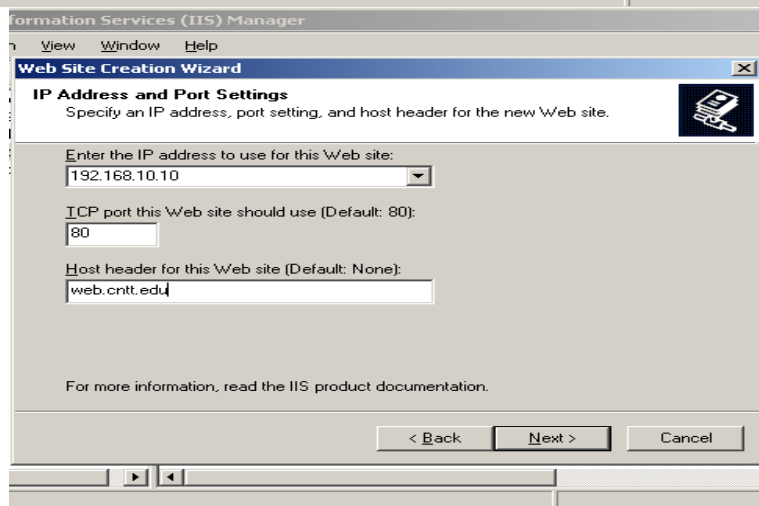 formation Services (IIS) Manager
View Window Help
Web Site Creation Wizard
IP Address and Port Settings
Specify an IP address, port setting, and host header for the new Web site.
Enter the IP address to use for this Web site:
192.168.10.10
TCP port this Web site should use (Default: 80):
80
Host header for this Web site (Default: None):
web.cntt.edu
For more information, read the IIS product documentation.
< Back Next > Cancel